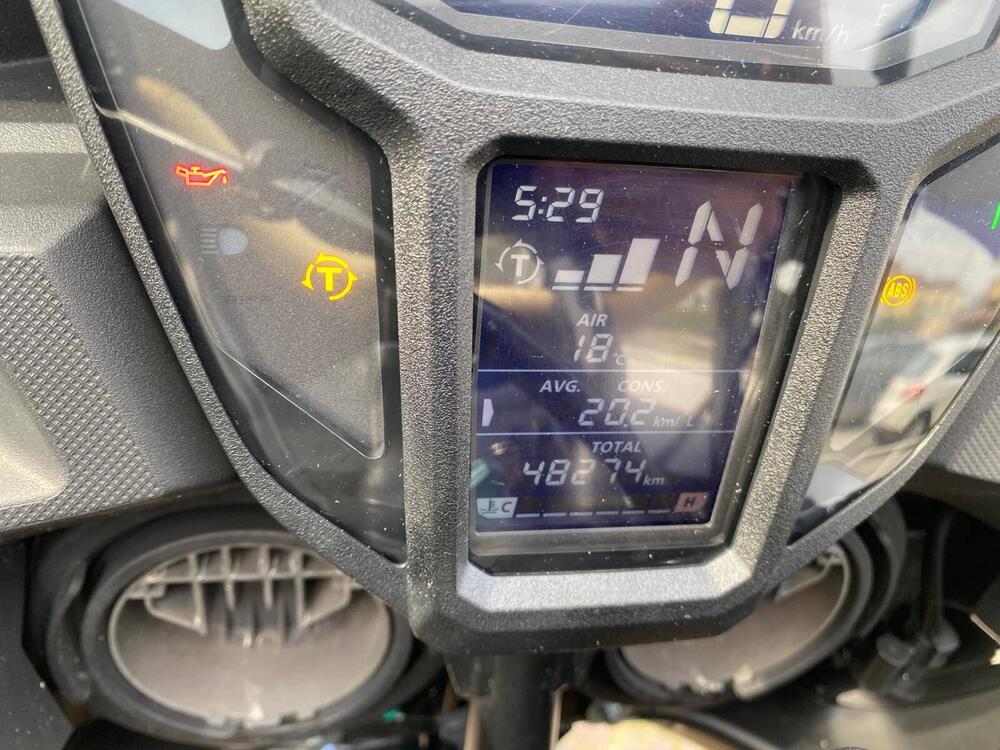 km/h
E
5:29
N
T
T
ABS
AIR
18 °C
AVG. CONS.
20.2 km/L
TOTAL
48274 km
C H